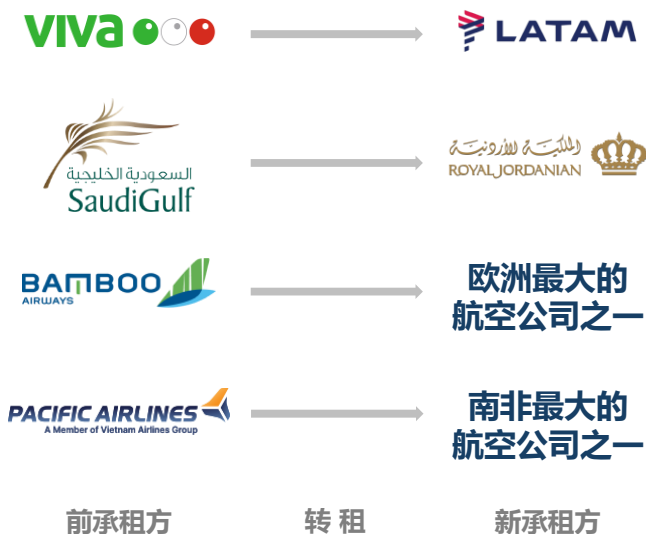 VIVA
LATAM
السعودية الخليجية
SaudiGulf
الملكية الأردنية
ROYAL JORDANIAN
BAMBOO
AIRWAYS
欧洲最大的
航空公司之一
PACIFIC AIRLINES
A Member of Vietnam Airlines Group
南非最大的
航空公司之一
前承租方
转 租
新承租方